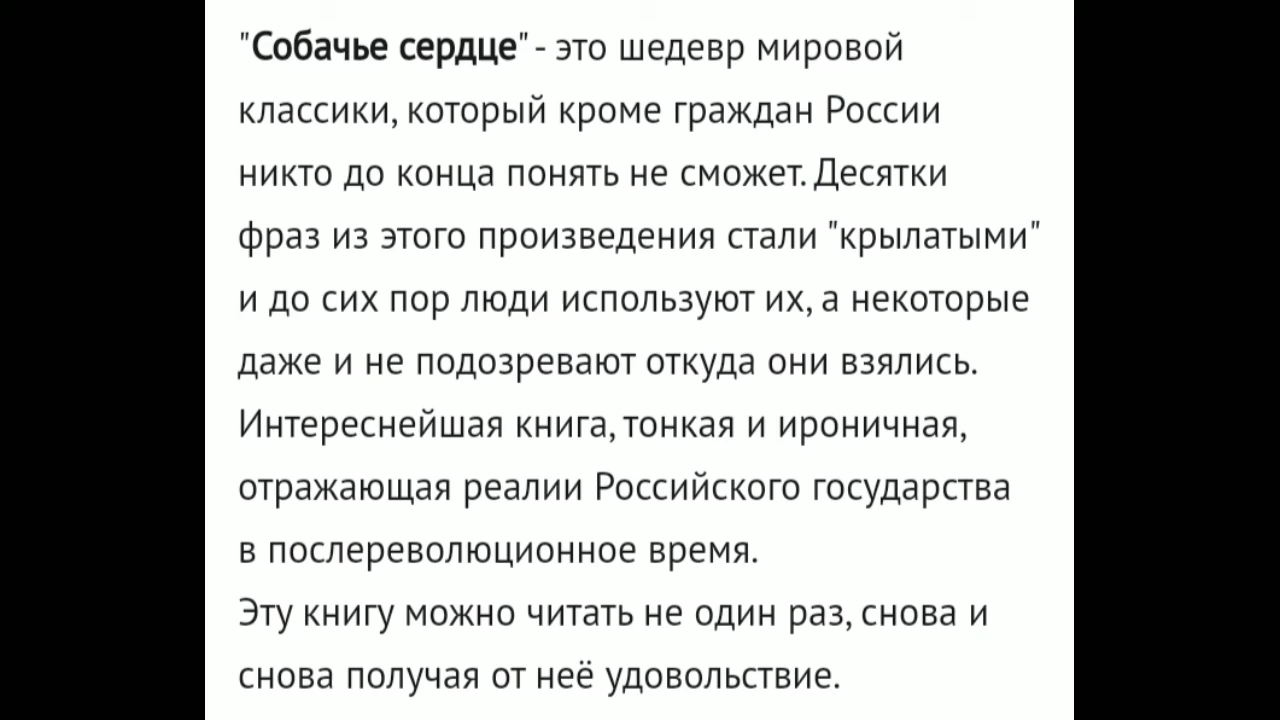 "Собачье сердце" - это шедевр мировой
классики, который кроме граждан России
никто до конца понять не сможет. Десятки
фраз из этого произведения стали "крылатыми"
и до сих пор люди используют их, а некоторые
даже и не подозревают откуда они взялись.
Интереснейшая книга, тонкая и ироничная,
отражающая реалии Российского государства
в послереволюционное время.
Эту книгу можно читать не один раз, снова и
снова получая от неё удовольствие.